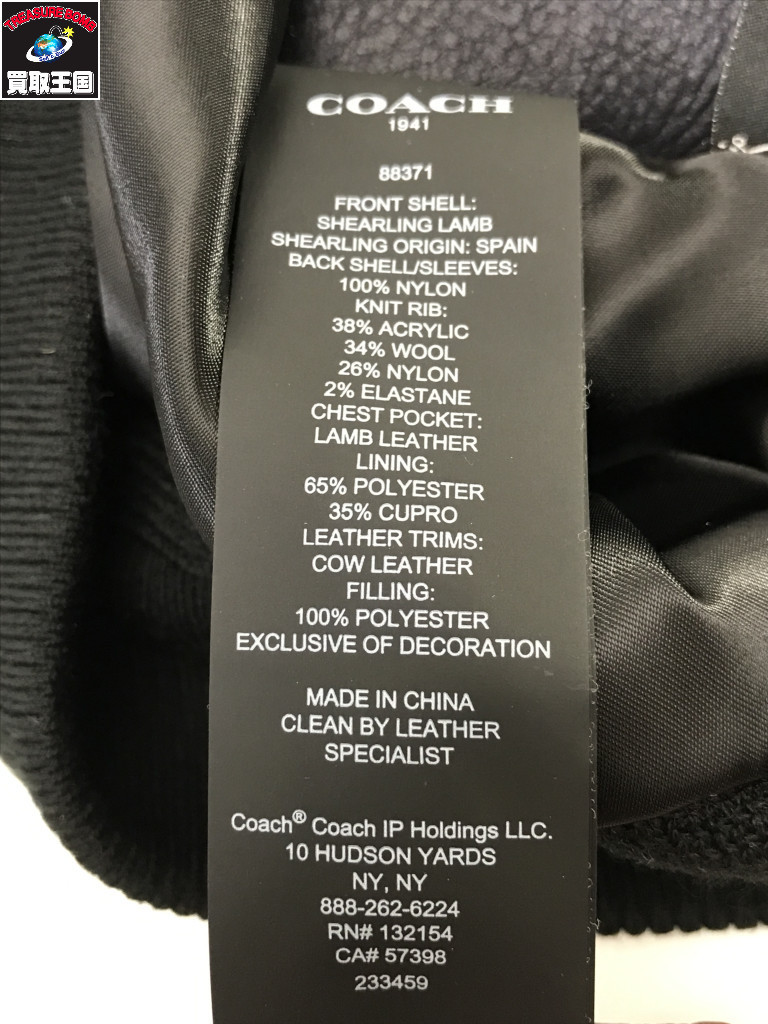 TREASURE BOMB
買取王国
COACH
1941
88371
FRONT SHELL:
SHEARLING LAMB
SHEARLING ORIGIN: SPAIN
BACK SHELL/SLEEVES:
100% NYLON
KNIT RIB:
38% ACRYLIC
34% WOOL
26% NYLON
2% ELASTANE
CHEST POCKET:
LAMB LEATHER
LINING:
65% POLYESTER
35% CUPRO
LEATHER TRIMS:
COW LEATHER
FILLING:
100% POLYESTER
EXCLUSIVE OF DECORATION
MADE IN CHINA
CLEAN BY LEATHER
SPECIALIST
Coach® Coach IP Holdings LLC.
10 HUDSON YARDS
NY, NY
888-262-6224
RN# 132154
CA# 57398
233459